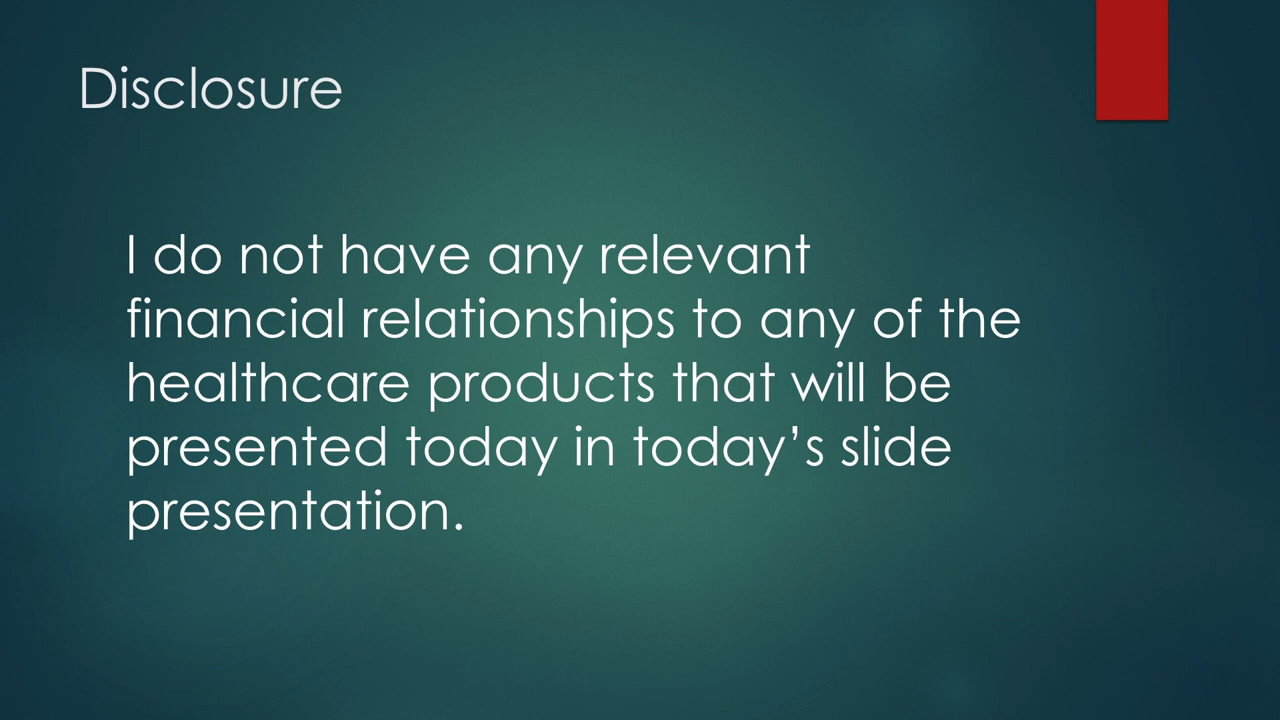 Disclosure
I do not have any relevant
financial relationships to any of the
healthcare products that will be
presented today in today’s slide
presentation.